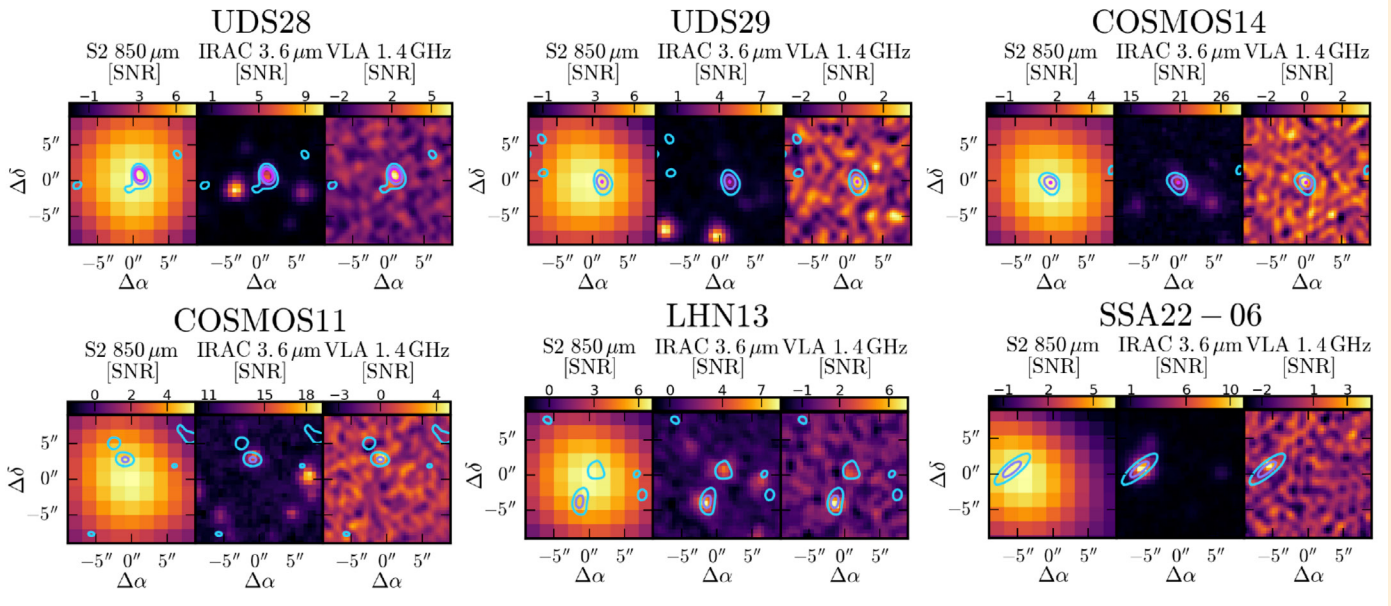 UDS28
S2 850 μm IRAC 3.6 μm VLA 1.4 GHz
[SNR] [SNR] [SNR]
−1 3 6 1 5 9 −2 2 6
5″
0″
−5″
Δδ
−5″ 0″ 5″ −5″ 0″ 5″ −5″ 0″ 5″
Δα Δα Δα
UDS29
S2 850 μm IRAC 3.6 μm VLA 1.4 GHz
[SNR] [SNR] [SNR]
−1 3 6 1 4 7 −2 0 2
5″
0″
−5″
Δδ
−5″ 0″ 5″ −5″ 0″ 5″ −5″ 0″ 5″
Δα Δα Δα
COSMOS14
S2 850 μm IRAC 3.6 μm VLA 1.4 GHz
[SNR] [SNR] [SNR]
−1 2 4 15 21 26 −2 0 2
5″
0″
−5″
Δδ
−5″ 0″ 5″ −5″ 0″ 5″ −5″ 0″ 5″
Δα Δα Δα
COSMOS11
S2 850 μm IRAC 3.6 μm VLA 1.4 GHz
[SNR] [SNR] [SNR]
0 2 4 11 15 18 −3 0 4
5″
0″
−5″
Δδ
−5″ 0″ 5″ −5″ 0″ 5″ −5″ 0″ 5″
Δα Δα Δα
LHN13
S2 850 μm IRAC 3.6 μm VLA 1.4 GHz
[SNR] [SNR] [SNR]
0 3 6 0 4 7 −1 2 6
5″
0″
−5″
Δδ
−5″ 0″ 5″ −5″ 0″ 5″ −5″ 0″ 5″
Δα Δα Δα
SSA22 − 06
S2 850 μm IRAC 3.6 μm VLA 1.4 GHz
[SNR] [SNR] [SNR]
−1 2 5 1 6 10 −2 1 3
5″
0″
−5″
Δδ
−5″ 0″ 5″ −5″ 0″ 5″ −5″ 0″ 5″
Δα Δα Δα